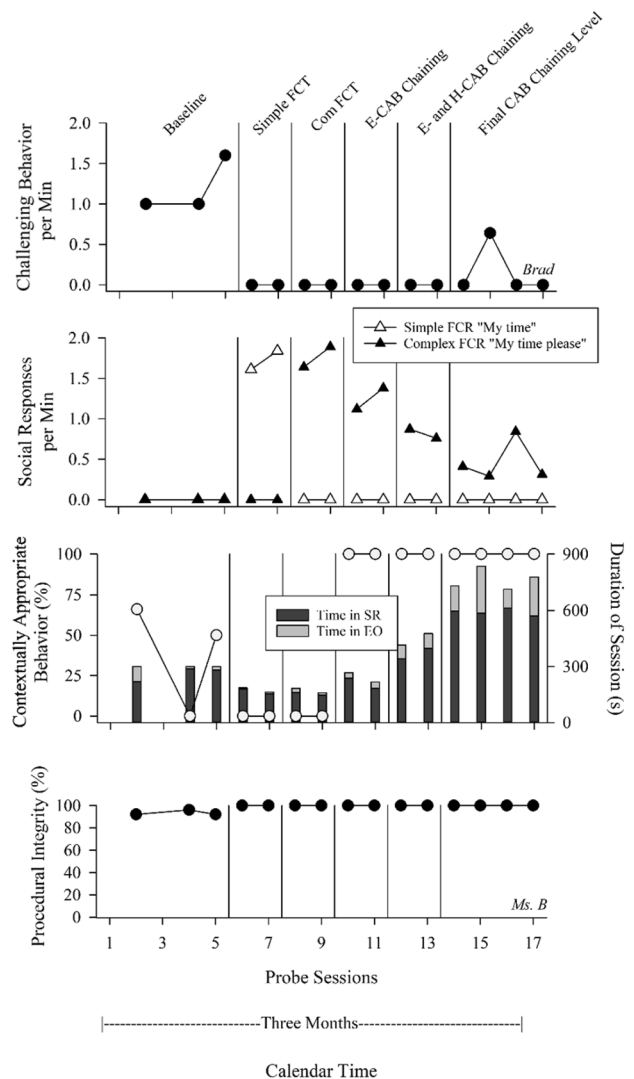 Baseline
Simple FCT
Com FCT
E-CAB Chaining
E- and H-CAB Chaining
Final CAB Chaining Level
Challenging Behavior
per Min
2.0
1.5
1.0
0.5
0.0
Brad
Simple FCR "My time"
Complex FCR "My time please"
Social Responses
per Min
2.0
1.5
1.0
0.5
0.0
Contextually Appropriate
Behavior (%)
100
75
50
25
0
Time in SR
Time in EO
900
600
300
0
Duration of Session (s)
Procedural Integrity (%)
100
80
60
40
20
0
Ms. B
1 3 5 7 9 11 13 15 17
Probe Sessions
|-----------------------Three Months-----------------------|
Calendar Time